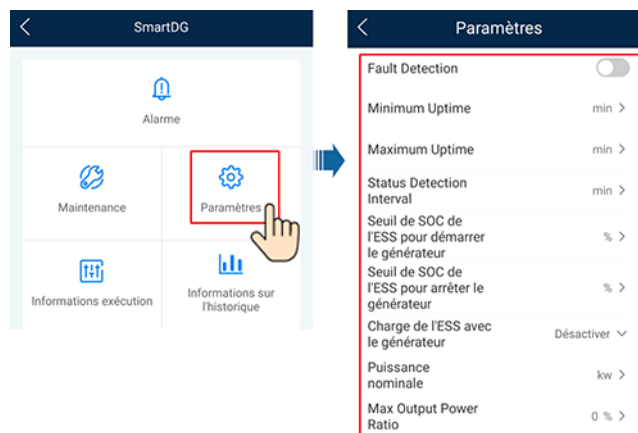 SmartDG
Alarme
Maintenance
Paramètres
Informations exécution
Informations sur
l'historique
Paramètres
Fault Detection
Minimum Uptime min >
Maximum Uptime min >
Status Detection
Interval min >
Seuil de SOC de
l'ESS pour démarrer % >
le générateur
Seuil de SOC de
l'ESS pour arrêter le % >
générateur
Charge de l'ESS avec
le générateur Désactiver
Puissance
nominale kw >
Max Output Power
Ratio 0 % >